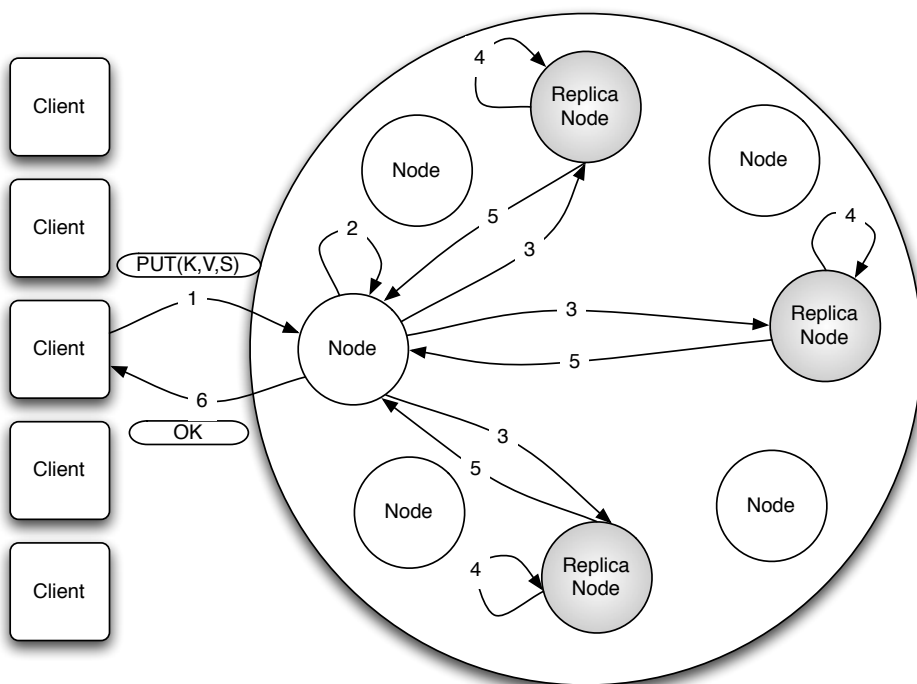 Client
Client
Client
Client
Client
PUT(K,V,S)
1
6
OK
4
Replica
Node
Node
Node
5
2
3
4
Node
3
Replica
Node
5
3
5
Node
Node
4
Replica
Node